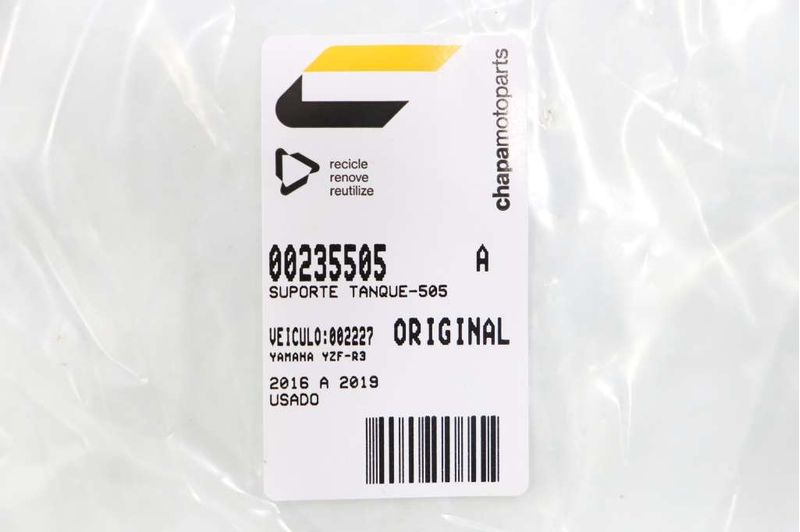 chapamotoparts
recicle
renove
reutilize
00235505 A
SUPORTE TANQUE-505
VEICULO:002227 ORIGINAL
YAMAHA YZF-R3
2016 A 2019
USADO